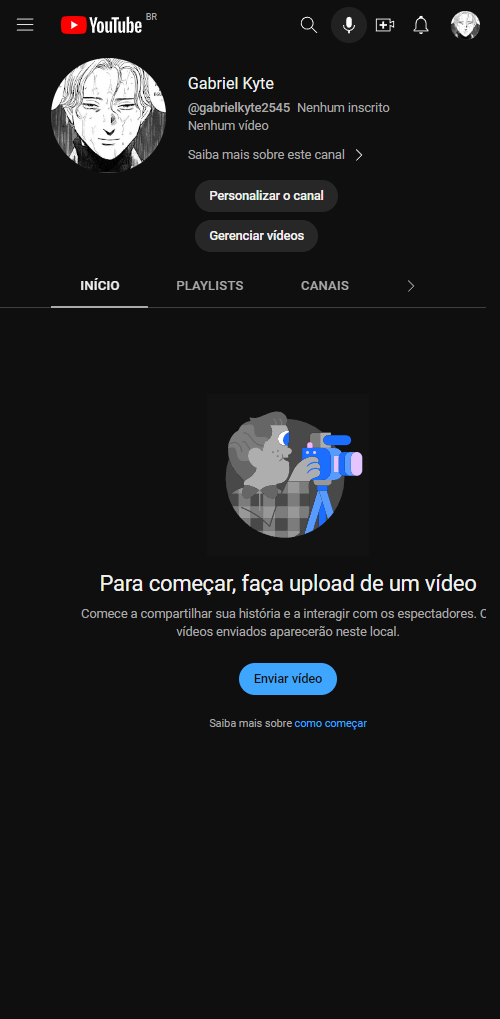 YouTube BR
Gabriel Kyte
@gabrielkyte2545 Nenhum inscrito
Nenhum vídeo
Saiba mais sobre este canal
Personalizar o canal
Gerenciar vídeos
INÍCIO PLAYLISTS CANAIS
Para começar, faça upload de um vídeo
Comece a compartilhar sua história e a interagir com os espectadores.
vídeos enviados aparecerão neste local.
Enviar vídeo
Saiba mais sobre como começar